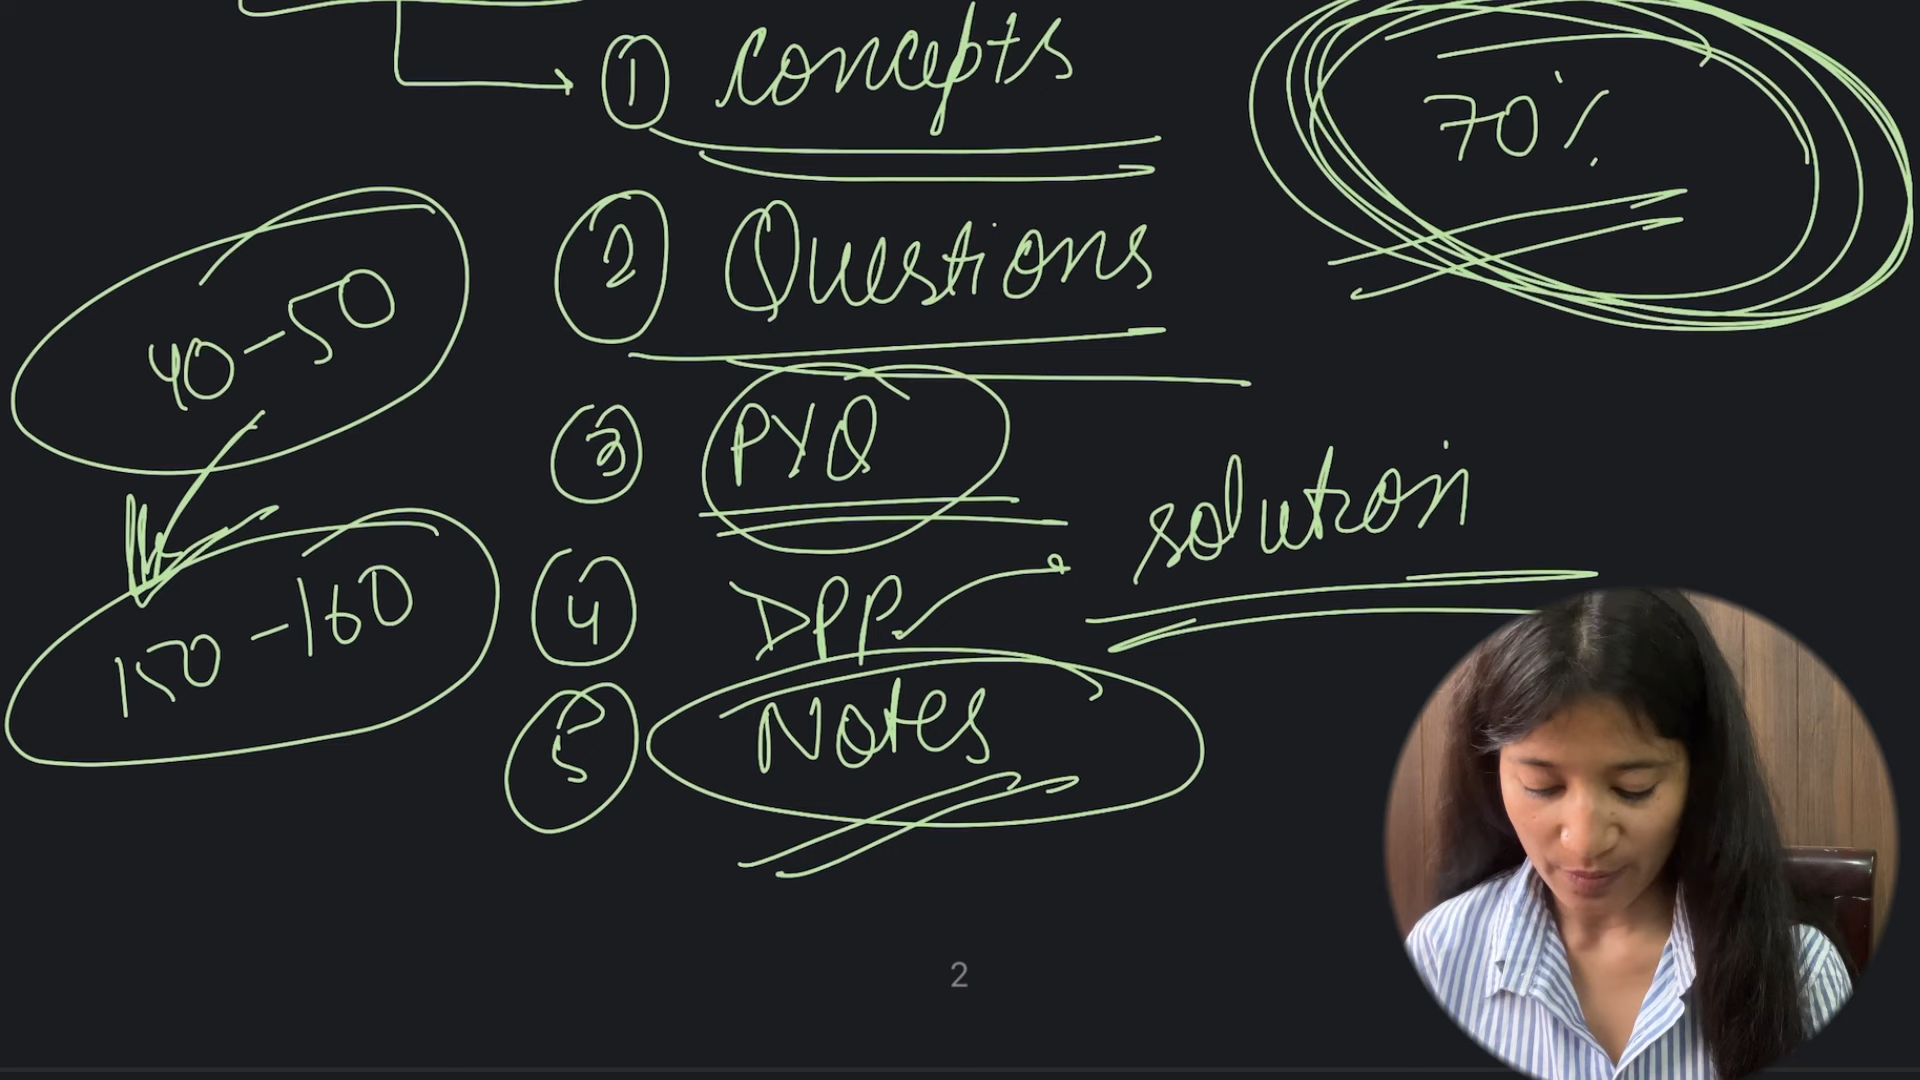 ① concepts
70%
② Questions
40-50
③ PYQ
solution
④ DPP
150-160
⑤ Notes
2